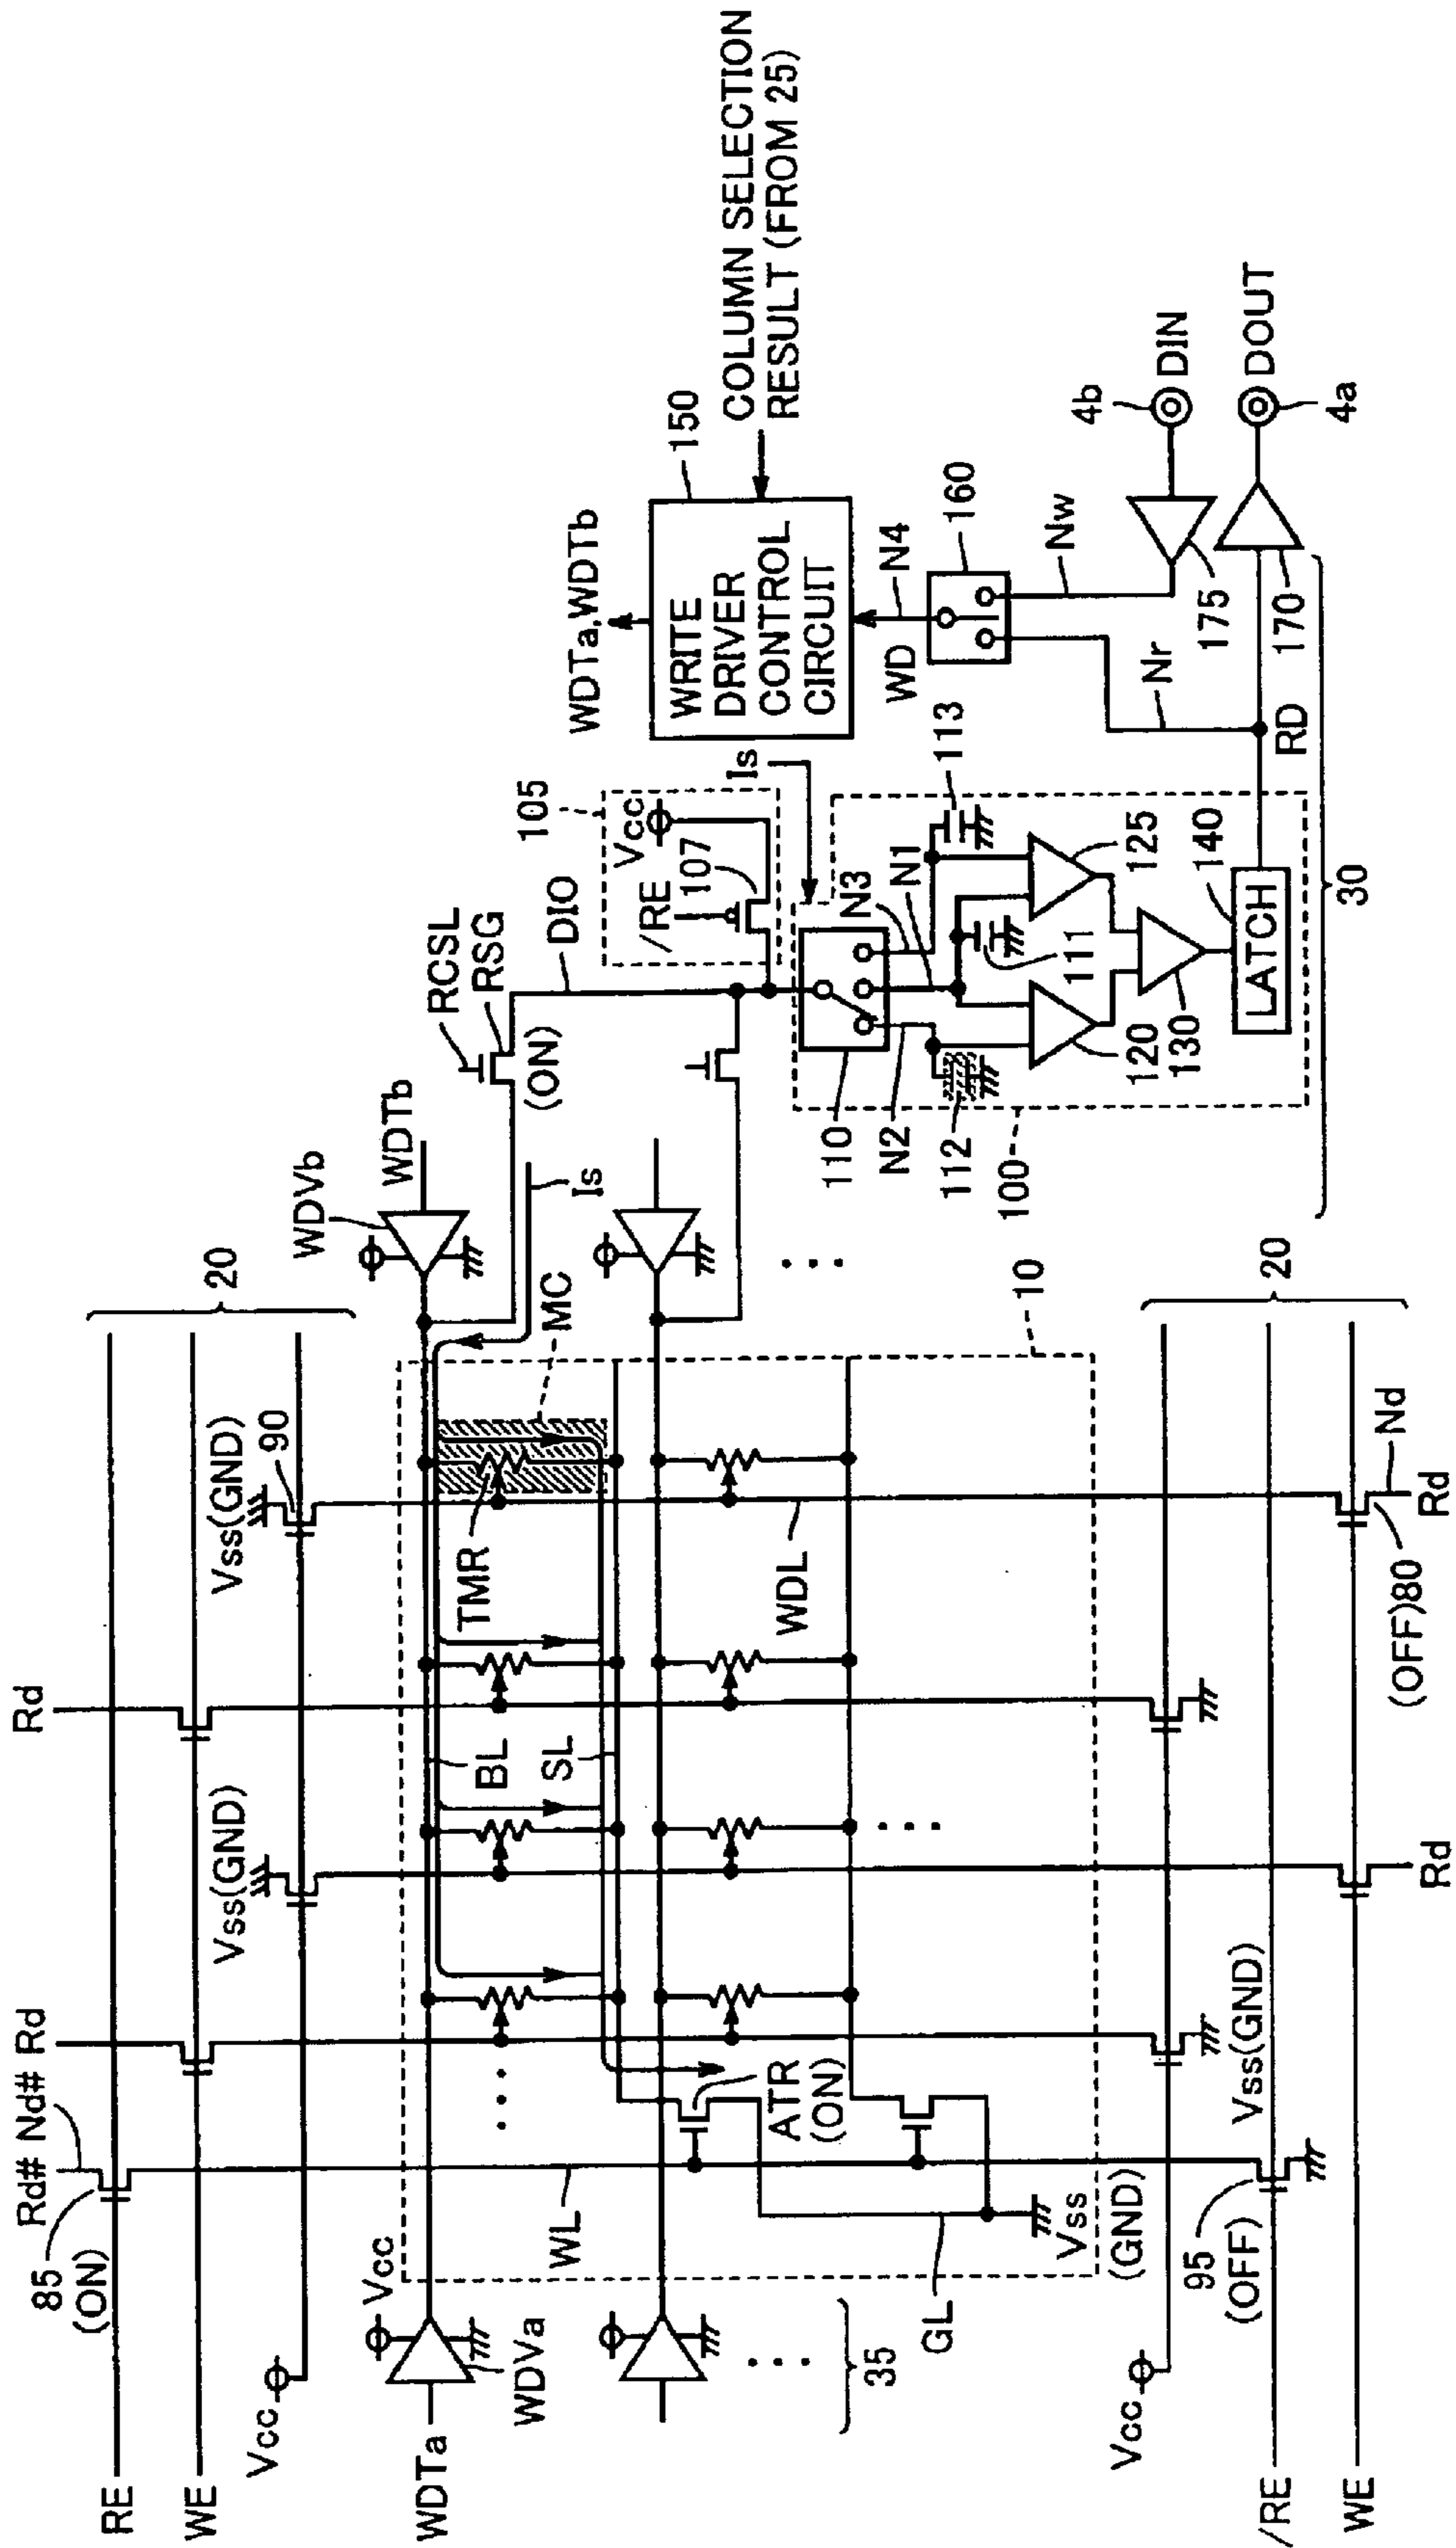 RE
WE
Vcc
85
(ON)
Rd# Nd#
Rd
Vss(GND)
Rd
Vss(GND)
90
20
WDTa
WDVa
Vcc
35
WL
BL
SL
TMR
MC
WDVb
WDTb
Is
ATR
(ON)
GL
Vss
(GND)
WDL
10
Vcc
95
(OFF)
Vss(GND)
/RE
WE
Rd
(OFF)80
Nd
Rd
20
RCSL
RSG
(ON)
DIO
105
Vcc
/RE
107
Is
110
N2
N3
N1
112
111
113
100
120
125
130
140
LATCH
30
WDTa,WDTb
150
WRITE
DRIVER
CONTROL
CIRCUIT
COLUMN SELECTION
RESULT (FROM 25)
WD
N4
160
Nr
Nw
RD
175
170
4b
DIN
DOUT
4a